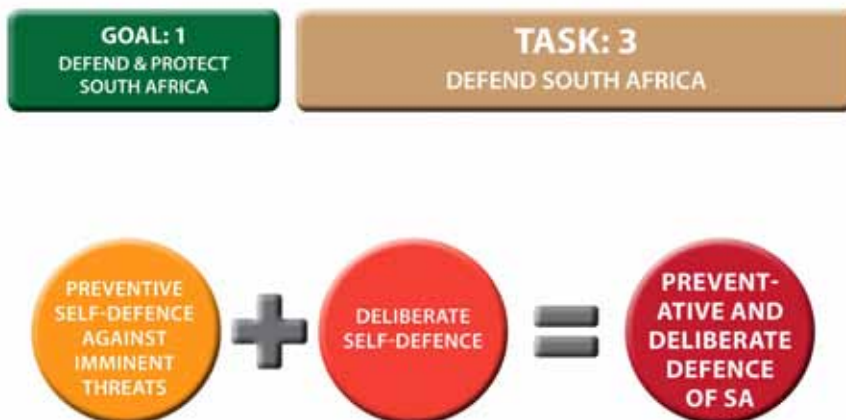 GOAL: 1
DEFEND & PROTECT
SOUTH AFRICA
TASK: 3
DEFEND SOUTH AFRICA
PREVENTIVE
SELF-DEFENCE
AGAINST
IMMINENT
THREATS
DELIBERATE
SELF-DEFENCE
PREVENT-
ATIVE AND
DELIBERATE
DEFENCE
OF SA